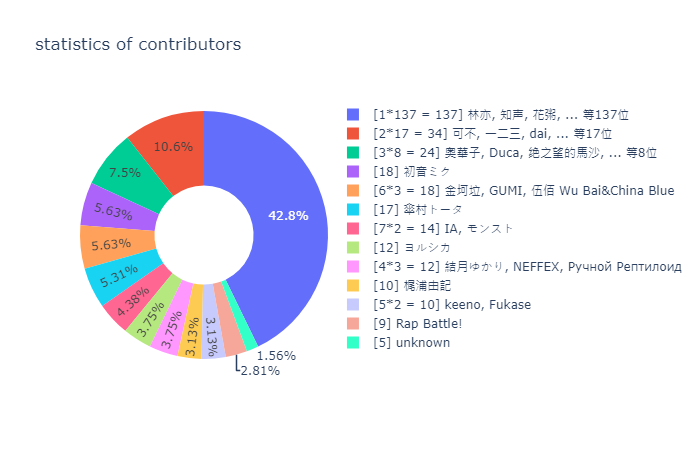 statistics of contributors
[1*137 = 137] 林亦, 知声, 花粥, ... 等137位
[2*17 = 34] 可不, 一二三, dai, ... 等17位
[3*8 = 24] 奥華子, Duca, 绝之望的馬沙, ... 等8位
[18] 初音ミク
[6*3 = 18] 金坷垃, GUMI, 伍佰 Wu Bai&China Blue
[17] 傘村トータ
[7*2 = 14] IA, モンスト
[12] ヨルシカ
[4*3 = 12] 結月ゆかり, NEFFEX, Ручной Рептилоид
[10] 梶浦由記
[5*2 = 10] keeno, Fukase
[9] Rap Battle!
[5] unknown
42.8%
10.6%
7.5%
5.63%
5.63%
5.31%
4.38%
3.75%
3.75%
3.13%
3.13%
2.81%
1.56%